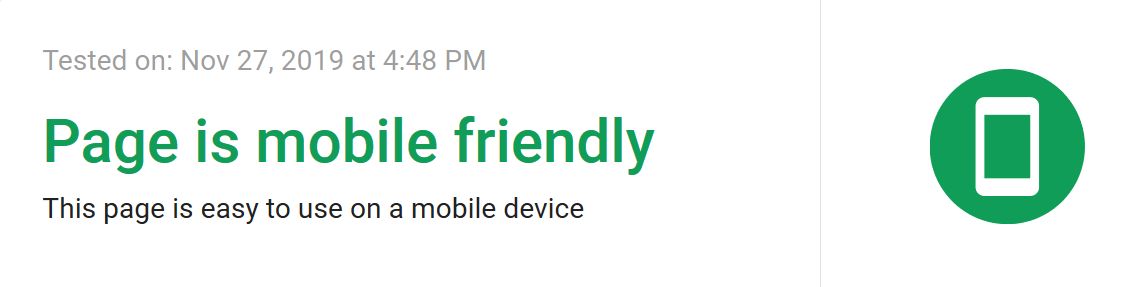 Tested on: Nov 27, 2019 at 4:48 PM
Page is mobile friendly
This page is easy to use on a mobile device